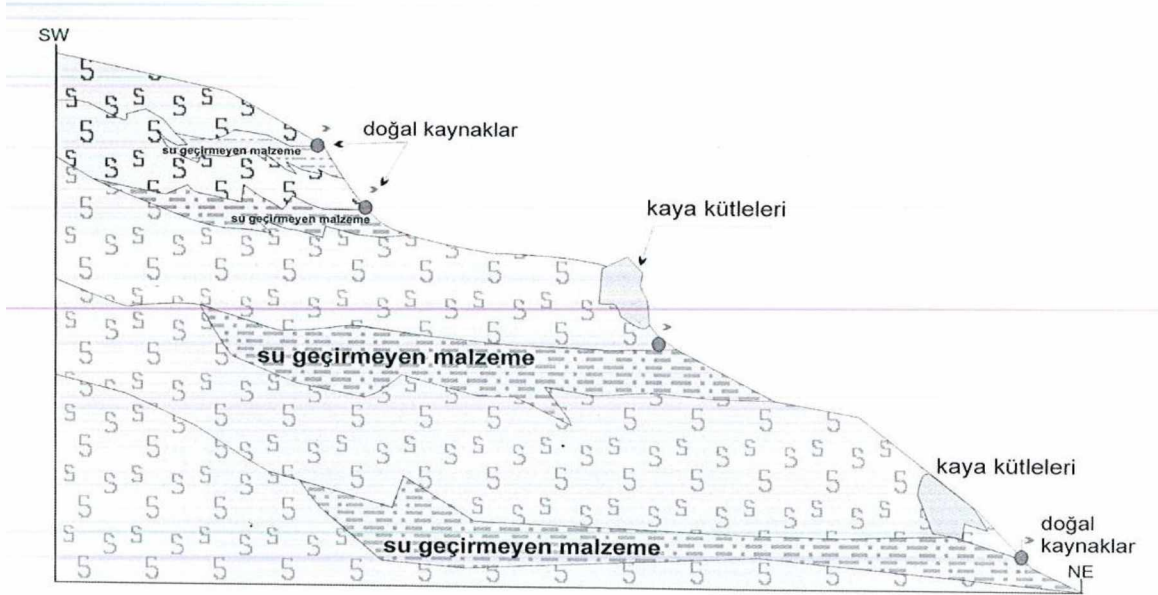 SW
doğal kaynaklar
su geçirmeyen malzeme
su geçirmeyen malzeme
kaya kütleleri
su geçirmeyen malzeme
kaya kütleleri
doğal
kaynaklar
su geçirmeyen malzeme
NE